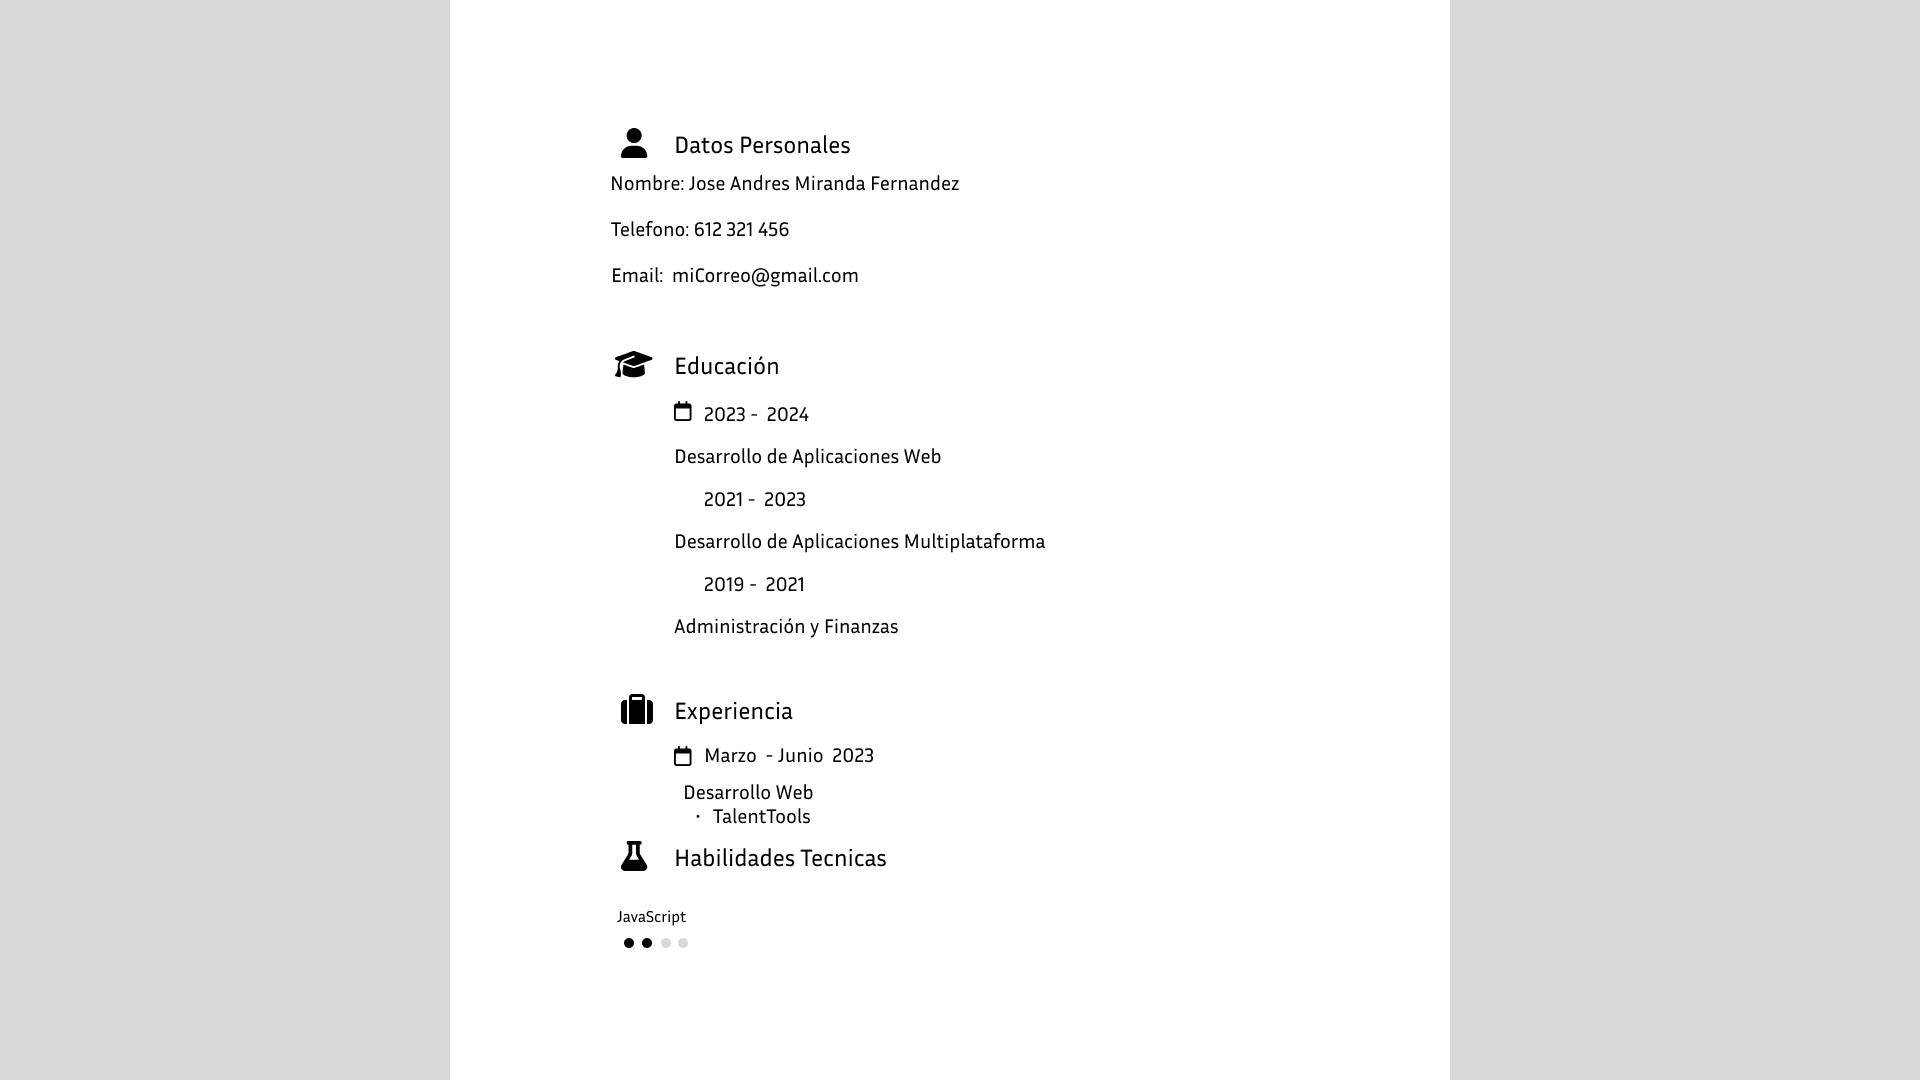 Datos Personales
Nombre: Jose Andres Miranda Fernandez
Telefono: 612 321 456
Email: miCorreo@gmail.com
Educación
2023 - 2024
Desarrollo de Aplicaciones Web
2021 - 2023
Desarrollo de Aplicaciones Multiplataforma
2019 - 2021
Administración y Finanzas
Experiencia
Marzo - Junio 2023
Desarrollo Web
· TalentTools
Habilidades Tecnicas
JavaScript